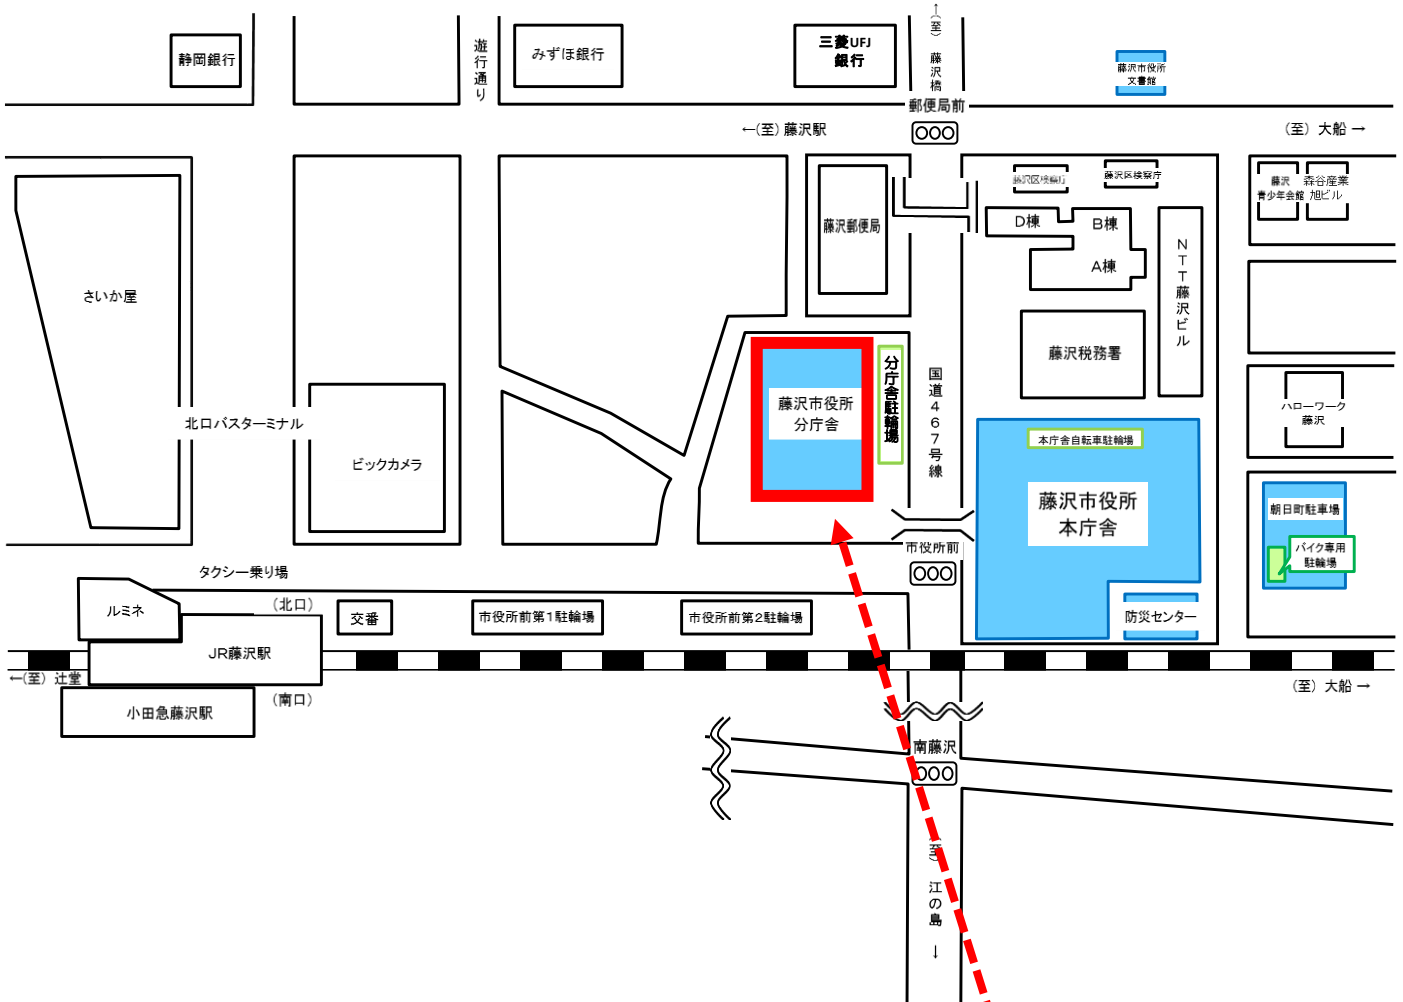 ↑
(至)
藤沢橋
静岡銀行
遊行通り
みずほ銀行
三菱UFJ
銀行
藤沢市役所
文書館
郵便局前
←(至) 藤沢駅
(至) 大船→
藤沢区検察庁
藤沢区検察庁
藤沢
青少年会館
森谷産業
旭ビル
藤沢郵便局
D棟
B棟
A棟
NTT藤沢ビル
さいか屋
藤沢税務署
分庁舎駐輪場
国道467号線
藤沢市役所
分庁舎
ハローワーク
藤沢
北口バスターミナル
ビックカメラ
本庁舎自転車駐輪場
藤沢市役所
本庁舎
朝日町駐車場
バイク専用
駐輪場
市役所前
タクシー乗り場
ルミネ
(北口)
交番
市役所前第1駐輪場
市役所前第2駐輪場
防災センター
JR藤沢駅
←(至) 辻堂
(至) 大船→
(南口)
小田急藤沢駅
南藤沢
(至)
江の島
↓